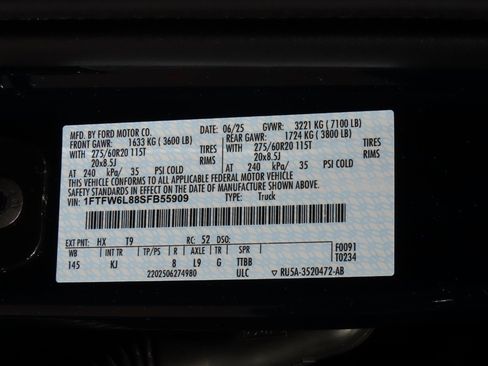 MFD. BY FORD MOTOR CO. 06/25 GVWR: 3221 KG ( 7100 LB)
FRONT GAWR: 1633 KG ( 3600 LB) REAR GAWR: 1724 KG ( 3800 LB)
WITH 275/60R20 115T TIRES WITH 275/60R20 115T TIRES
20x8.5J RIMS 20x8.5J RIMS
AT 240 kPa/ 35 PSI COLD AT 240 kPa/ 35 PSI COLD
THIS VEHICLE CONFORMS TO ALL APPLICABLE FEDERAL MOTOR VEHICLE
SAFETY STANDARDS IN EFFECT ON THE DATE OF MANUFACTURE SHOWN ABOVE.
VIN: 1FTFW6L88SFB55909 TYPE: Truck
EXT PNT: HX T9 RC: 52 DSO: F0091
WB INT TR TP/PS R AXLE TR SPR T0234
145 KJ 8 L9 G TTBB
2202506274980 ULC ▽ RU5A-3520472-AB